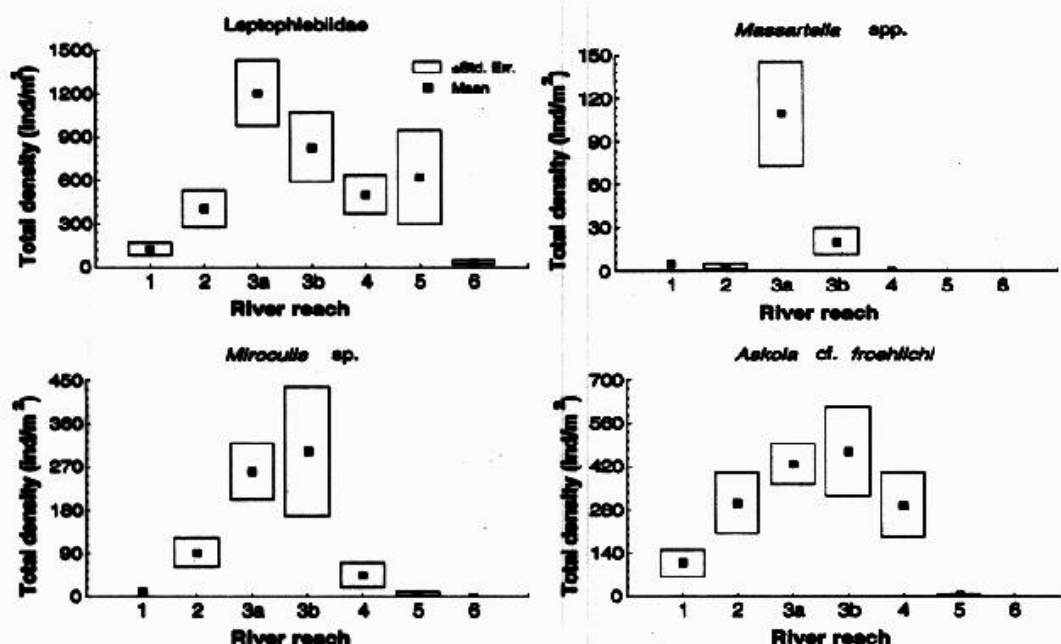 Leptophlebiidae
Total density (ind/m²)
1500
1200
900
600
300
0
±Std. Err.
Mean
1 2 3a 3b 4 5 6
River reach
Massartella spp.
Total density (ind/m²)
150
120
90
60
30
0
1 2 3a 3b 4 5 6
River reach
Miroculis sp.
Total density (ind/m²)
450
360
270
180
90
0
1 2 3a 3b 4 5 6
River reach
Askola cf. froehlichi
Total density (ind/m²)
700
560
420
280
140
0
1 2 3a 3b 4 5 6
River reach